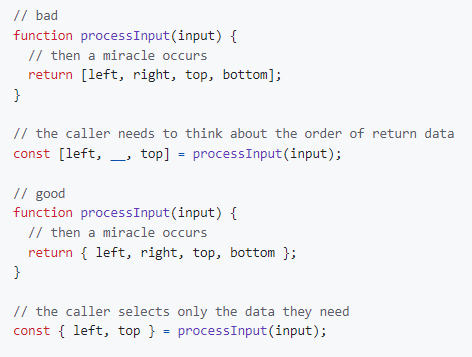 // bad
function processInput(input) {
  // then a miracle occurs
  return [left, right, top, bottom];
}

// the caller needs to think about the order of return data
const [left, __, top] = processInput(input);

// good
function processInput(input) {
  // then a miracle occurs
  return { left, right, top, bottom };
}

// the caller selects only the data they need
const { left, top } = processInput(input);